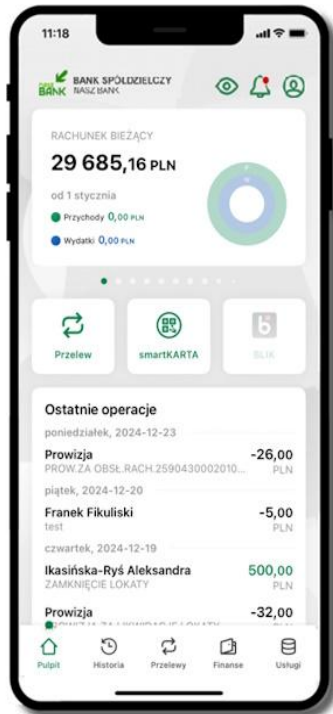 11:18
nasz BANK
BANK SPÓŁDZIELCZY
NASZ BANK
RACHUNEK BIEŻĄCY
29 685,16 PLN
od 1 stycznia
Przychody 0,00 PLN
Wydatki 0,00 PLN
Przelew
smartKARTA
BLIK
Ostatnie operacje
poniedziałek, 2024-12-23
Prowizja -26,00
PROW.ZA OBSŁ.RACH.2590430002010... PLN
piątek, 2024-12-20
Franek Fikuliski -5,00
test PLN
czwartek, 2024-12-19
Ikasińska-Ryś Aleksandra 500,00
ZAMKNIĘCIE LOKATY PLN
Prowizja -32,00
PLN
Pulpit Historia Przelewy Finanse Usługi